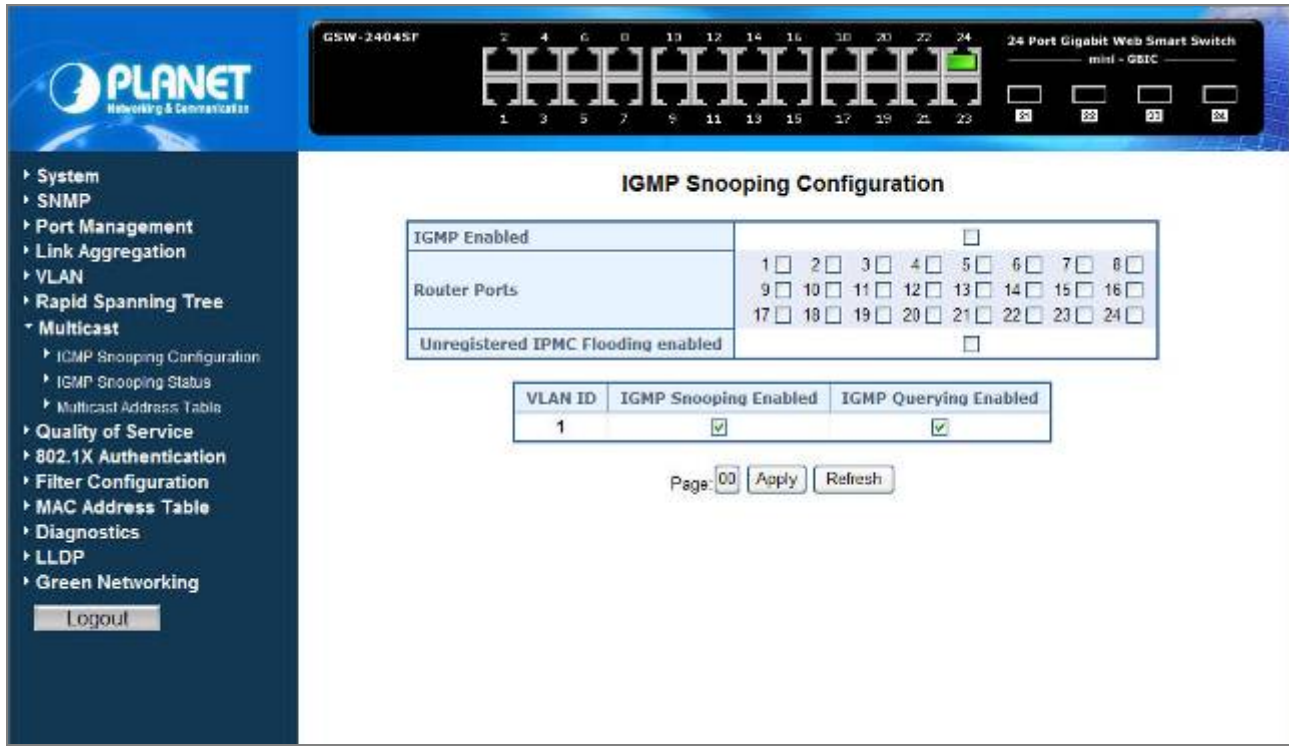 PLANET
Networking & Communication
GSW-2404SF
2 4 6 8 10 12 14 16 18 20 22 24
1 3 5 7 9 11 13 15 17 19 21 23
24 Port Gigabit Web Smart Switch
mini - GBIC
21 22 23 24
System
SNMP
Port Management
Link Aggregation
VLAN
Rapid Spanning Tree
Multicast
IGMP Snooping Configuration
IGMP Snooping Status
Multicast Address Table
Quality of Service
802.1X Authentication
Filter Configuration
MAC Address Table
Diagnostics
LLDP
Green Networking
Logout
IGMP Snooping Configuration
IGMP Enabled
Router Ports
1 2 3 4 5 6 7 8
9 10 11 12 13 14 15 16
17 18 19 20 21 22 23 24
Unregistered IPMC Flooding enabled
VLAN ID IGMP Snooping Enabled IGMP Querying Enabled
1
Page: 00 Apply Refresh